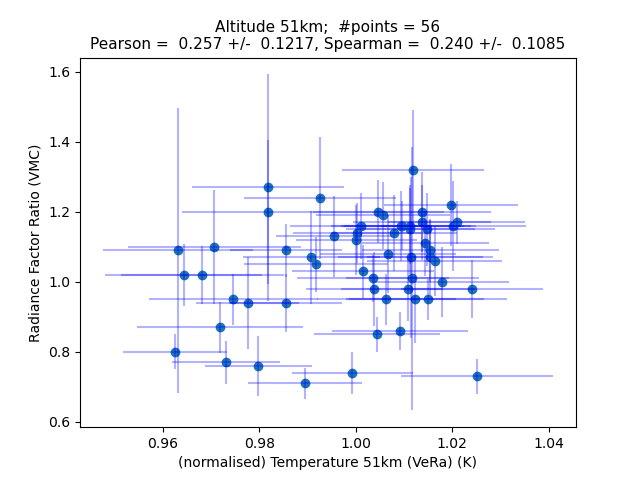 Altitude 51km;  #points = 56
Pearson =  0.257 +/-  0.1217, Spearman =  0.240 +/-  0.1085
1.6
1.4
1.2
1.0
0.8
0.6
Radiance Factor Ratio (VMC)
0.96 0.98 1.00 1.02 1.04
(normalised) Temperature 51km (VeRa) (K)